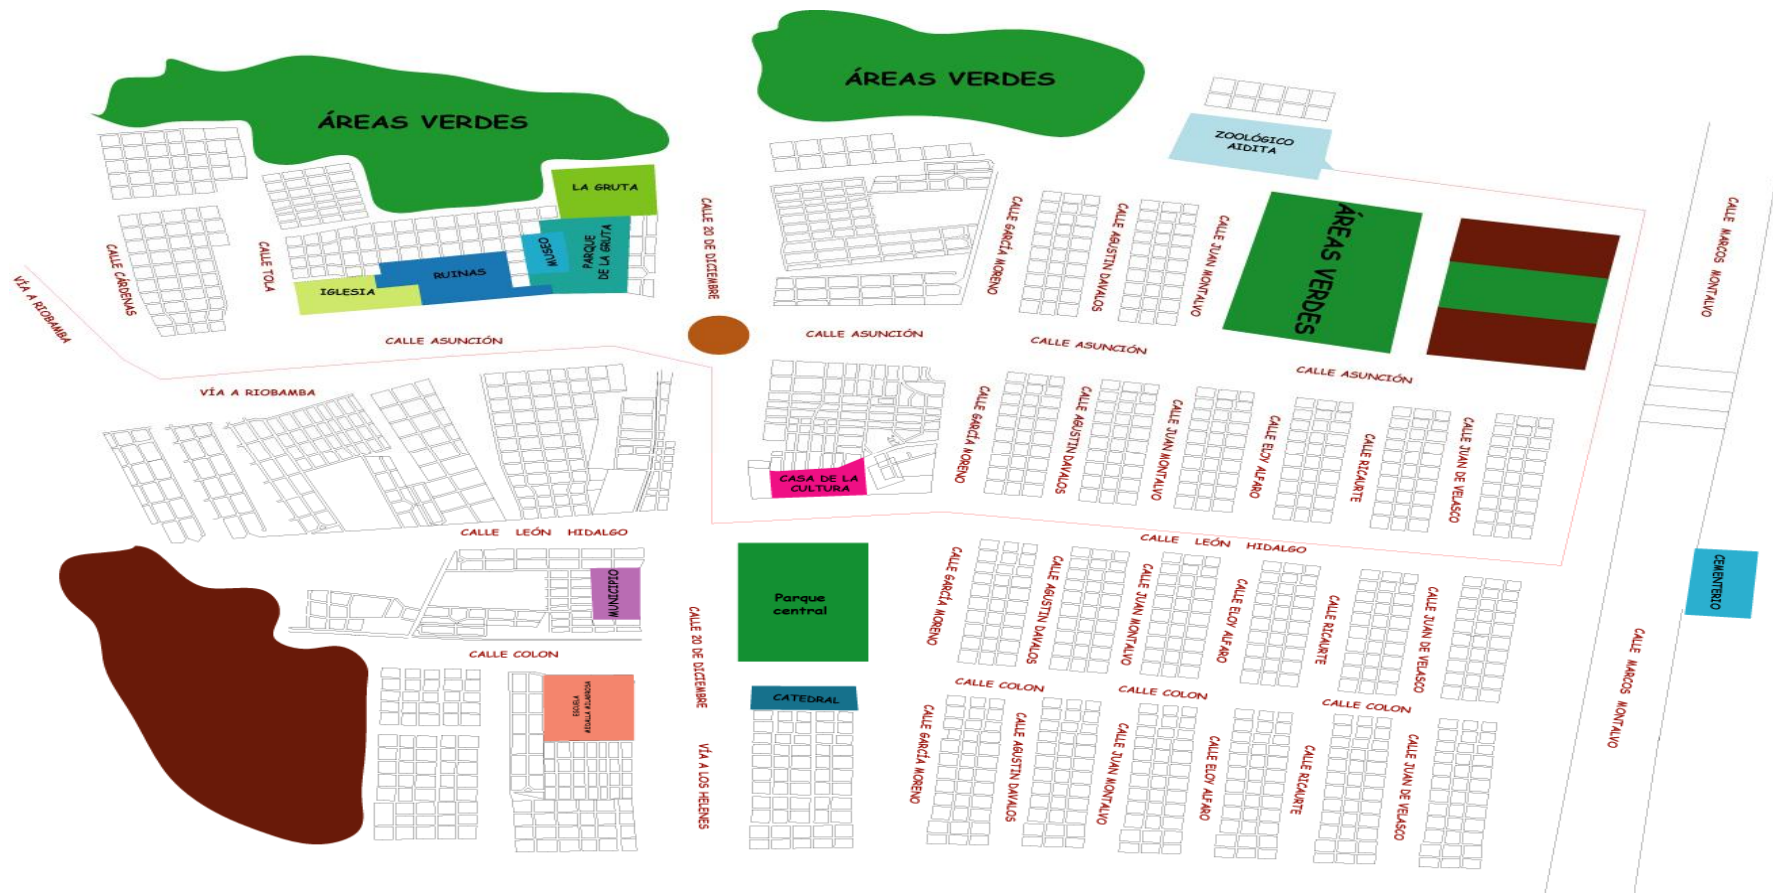 ÁREAS VERDES
ÁREAS VERDES
ZOOLÓGICO
AIDITA
LA GRUTA
CALLE 20 DE DICIEMBRE
CALLE GARCÍA MORENO
CALLE AGUSTIN DAVALOS
CALLE JUAN MONTALVO
ÁREAS VERDES
CALLE MARCOS MONTALVO
VÍA A RIOBAMBA
CALLE CÁRDENAS
CALLE TOLA
IGLESIA
RUINAS
MUSEO
PARQUE
DE LA GRUTA
CALLE ASUNCIÓN
CALLE ASUNCIÓN
CALLE ASUNCIÓN
CALLE ASUNCIÓN
VÍA A RIOBAMBA
CALLE GARCÍA MORENO
CALLE AGUSTIN DAVALOS
CALLE JUAN MONTALVO
CALLE ELOY ALFARO
CALLE RICAURTE
CALLE JUAN DE VELASCO
CASA DE LA
CULTURA
CALLE LEÓN HIDALGO
CALLE LEÓN HIDALGO
MUNICIPIO
Parque
central
CALLE GARCÍA MORENO
CALLE AGUSTIN DAVALOS
CALLE JUAN MONTALVO
CALLE ELOY ALFARO
CALLE RICAURTE
CALLE JUAN DE VELASCO
CEMENTERIO
CALLE MARCOS MONTALVO
CALLE COLON
CALLE 20 DE DICIEMBRE
CALLE COLON
CALLE COLON
CALLE COLON
ESCUELA
CATEDRAL
VÍA A LOS HELENES
CALLE GARCÍA MORENO
CALLE AGUSTIN DAVALOS
CALLE JUAN MONTALVO
CALLE ELOY ALFARO
CALLE RICAURTE
CALLE JUAN DE VELASCO